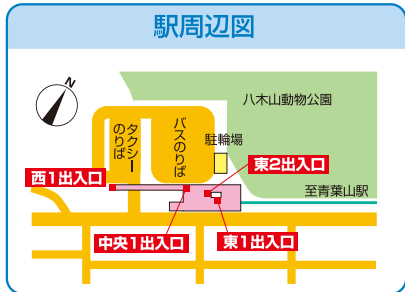 駅周辺図
N
八木山動物公園
タクシー
のりば
バスのりば
駐輪場
東2出入口
西1出入口
至青葉山駅
中央1出入口
東1出入口